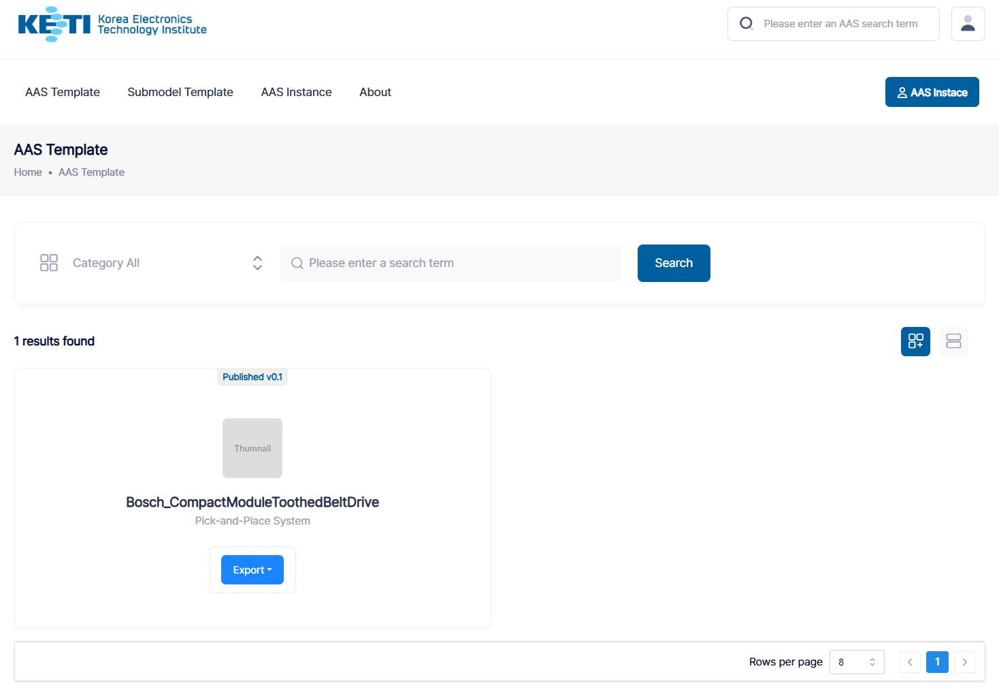 KETI Korea Electronics
Technology Institute
Please enter an AAS search term
AAS Template Submodel Template AAS Instance About
AAS Instace
AAS Template
Home • AAS Template
Category All
Please enter a search term
Search
1 results found
Published v0.1
Thumnail
Bosch_CompactModuleToothedBeltDrive
Pick-and-Place System
Export
Rows per page 8 1